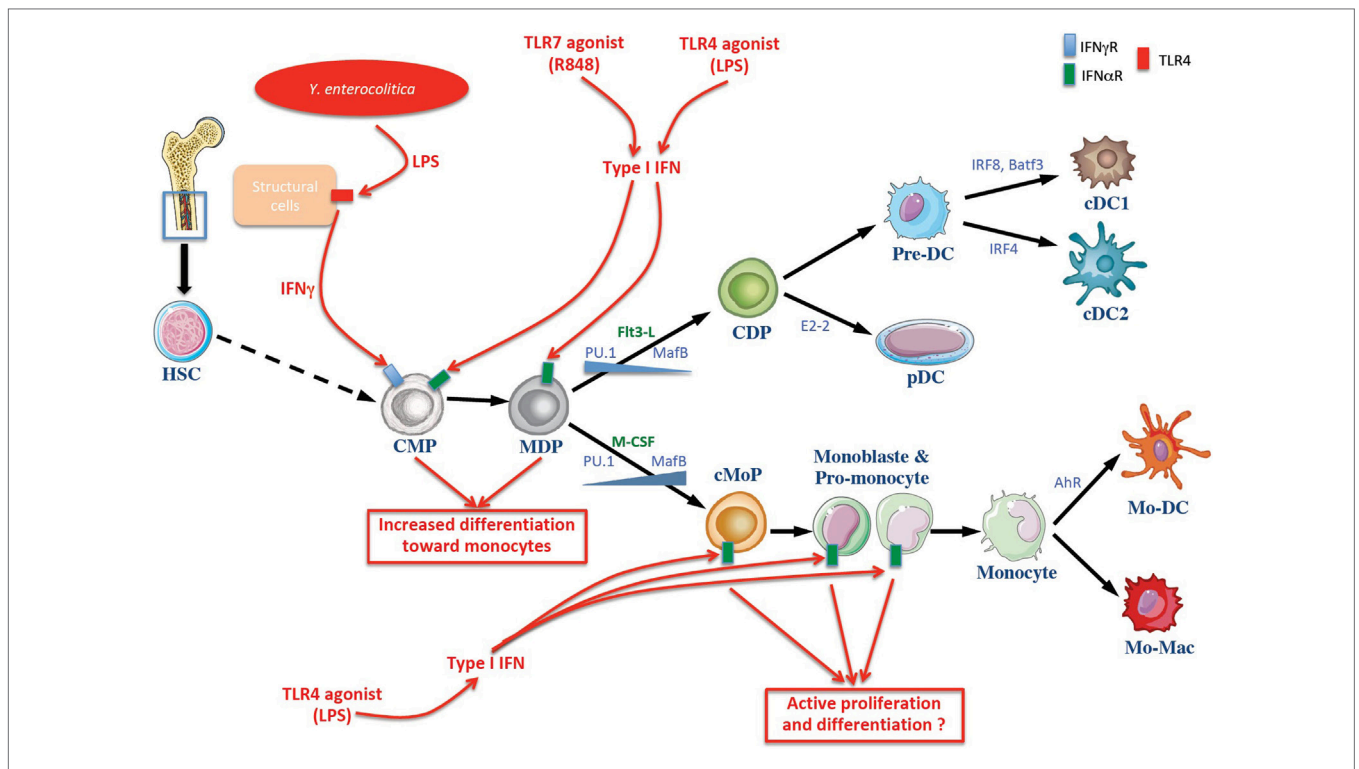 TLR7 agonist
(R848)
TLR4 agonist
(LPS)
IFNγR
IFNαR
TLR4
Y. enterocolitica
LPS
Structural
cells
Type I IFN
IRF8, Batf3
cDC1
Pre-DC
IRF4
cDC2
IFNγ
HSC
CDP
E2-2
pDC
Flt3-L
PU.1
MafB
CMP
MDP
M-CSF
PU.1
MafB
cMoP
Monoblaste &
Pro-monocyte
AhR
Mo-DC
Increased differentiation
toward monocytes
Monocyte
Mo-Mac
Type I IFN
TLR4 agonist
(LPS)
Active proliferation
and differentiation ?